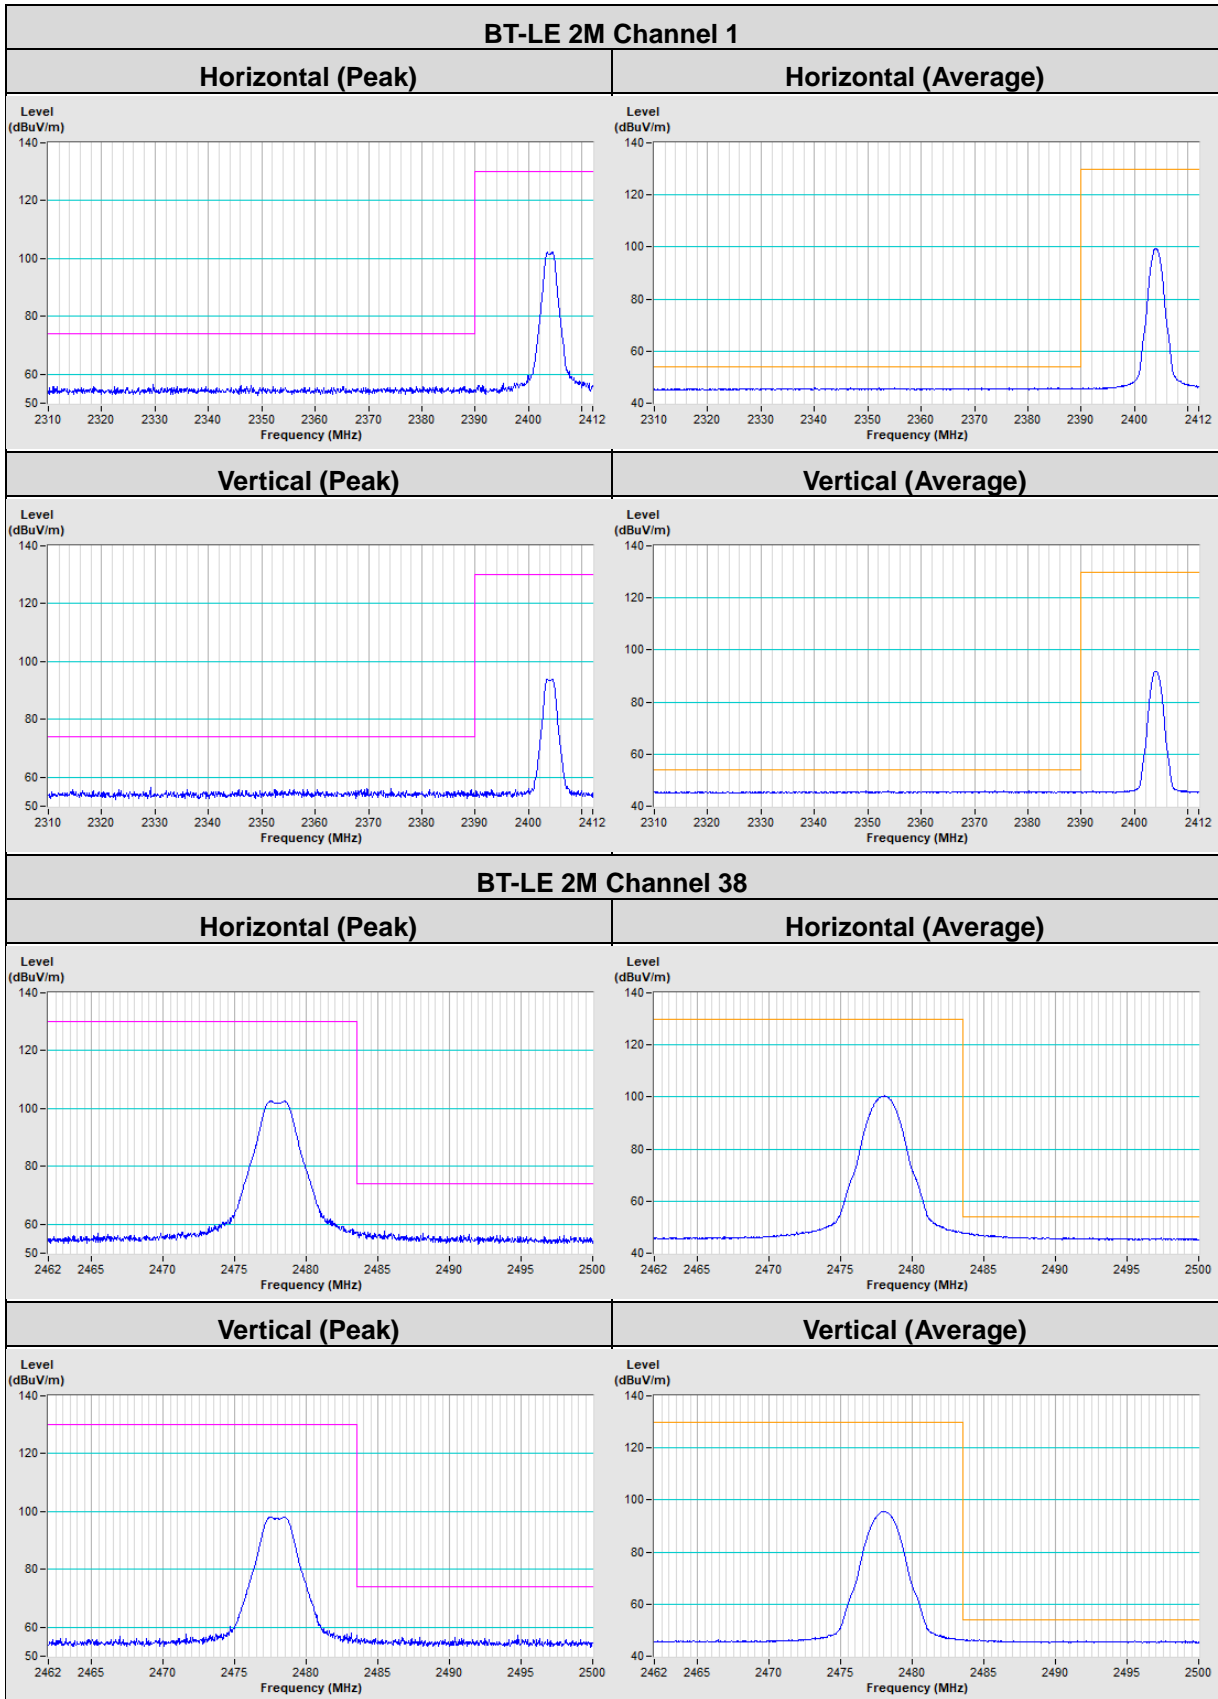 BT-LE 2M Channel 1
Horizontal (Peak) Horizontal (Average)
Level Level
(dBuV/m) (dBuV/m)
140 140
120 120
100 100
80 80
60 60
50 40
2310 2320 2330 2340 2350 2360 2370 2380 2390 2400 2412 2310 2320 2330 2340 2350 2360 2370 2380 2390 2400 2412
Frequency (MHz) Frequency (MHz)
Vertical (Peak) Vertical (Average)
Level Level
(dBuV/m) (dBuV/m)
140 140
120 120
100 100
80 80
60 60
50 40
2310 2320 2330 2340 2350 2360 2370 2380 2390 2400 2412 2310 2320 2330 2340 2350 2360 2370 2380 2390 2400 2412
Frequency (MHz) Frequency (MHz)
BT-LE 2M Channel 38
Horizontal (Peak) Horizontal (Average)
Level Level
(dBuV/m) (dBuV/m)
140 140
120 120
100 100
80 80
60 60
50 40
2462 2465 2470 2475 2480 2485 2490 2495 2500 2462 2465 2470 2475 2480 2485 2490 2495 2500
Frequency (MHz) Frequency (MHz)
Vertical (Peak) Vertical (Average)
Level Level
(dBuV/m) (dBuV/m)
140 140
120 120
100 100
80 80
60 60
50 40
2462 2465 2470 2475 2480 2485 2490 2495 2500 2462 2465 2470 2475 2480 2485 2490 2495 2500
Frequency (MHz) Frequency (MHz)